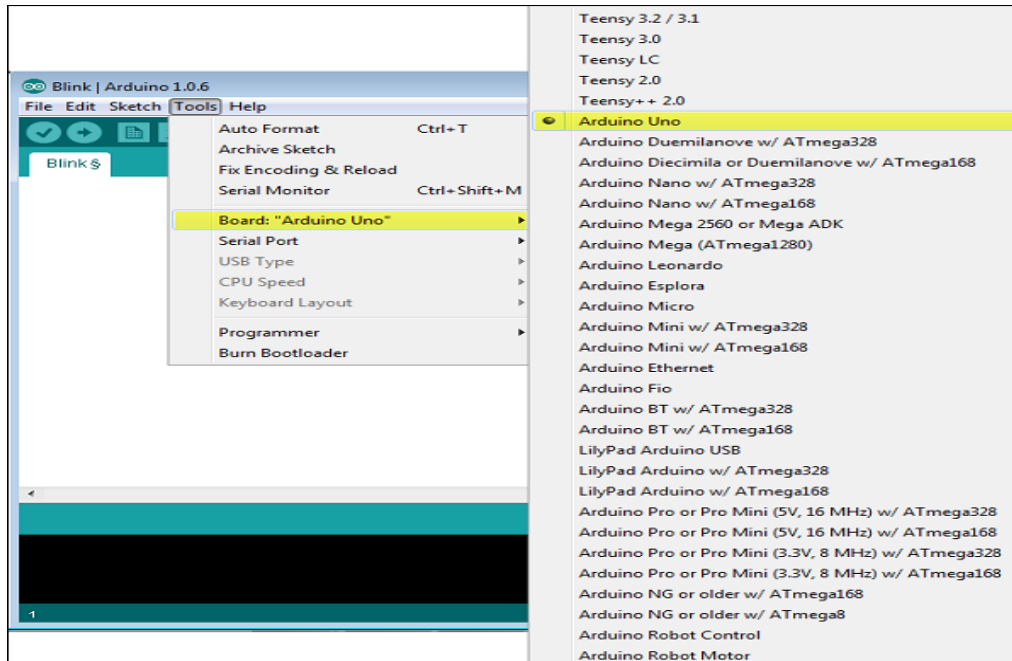 Blink | Arduino 1.0.6
File Edit Sketch Tools Help
Blink §
Auto Format Ctrl+T
Archive Sketch
Fix Encoding & Reload
Serial Monitor Ctrl+Shift+M
Board: "Arduino Uno"
Serial Port
USB Type
CPU Speed
Keyboard Layout
Programmer
Burn Bootloader
1
Teensy 3.2 / 3.1
Teensy 3.0
Teensy LC
Teensy 2.0
Teensy++ 2.0
Arduino Uno
Arduino Duemilanove w/ ATmega328
Arduino Diecimila or Duemilanove w/ ATmega168
Arduino Nano w/ ATmega328
Arduino Nano w/ ATmega168
Arduino Mega 2560 or Mega ADK
Arduino Mega (ATmega1280)
Arduino Leonardo
Arduino Esplora
Arduino Micro
Arduino Mini w/ ATmega328
Arduino Mini w/ ATmega168
Arduino Ethernet
Arduino Fio
Arduino BT w/ ATmega328
Arduino BT w/ ATmega168
LilyPad Arduino USB
LilyPad Arduino w/ ATmega328
LilyPad Arduino w/ ATmega168
Arduino Pro or Pro Mini (5V, 16 MHz) w/ ATmega328
Arduino Pro or Pro Mini (5V, 16 MHz) w/ ATmega168
Arduino Pro or Pro Mini (3.3V, 8 MHz) w/ ATmega328
Arduino Pro or Pro Mini (3.3V, 8 MHz) w/ ATmega168
Arduino NG or older w/ ATmega168
Arduino NG or older w/ ATmega8
Arduino Robot Control
Arduino Robot Motor